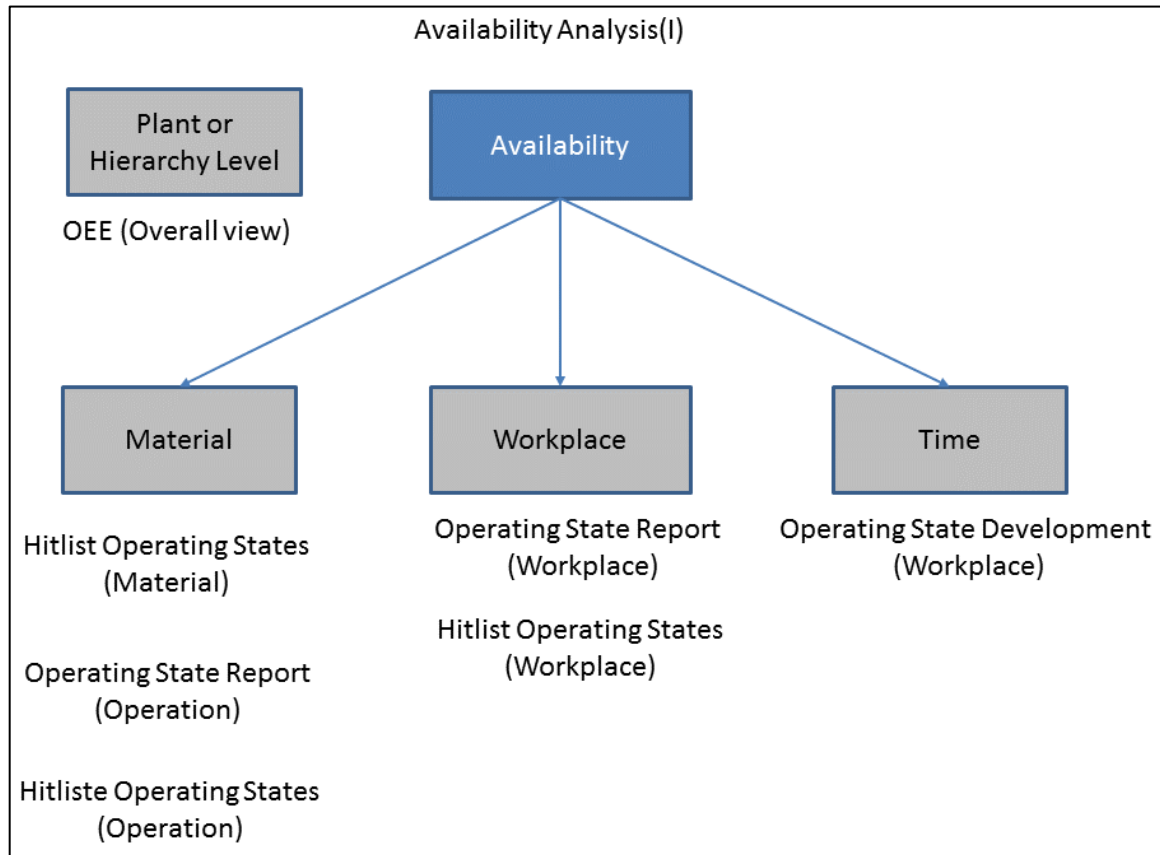 Availability Analysis(I)
Plant or
Hierarchy Level
Availability
OEE (Overall view)
Material
Workplace
Time
Hitlist Operating States
(Material)
Operating State Report
(Operation)
Hitliste Operating States
(Operation)
Operating State Report
(Workplace)
Hitlist Operating States
(Workplace)
Operating State Development
(Workplace)